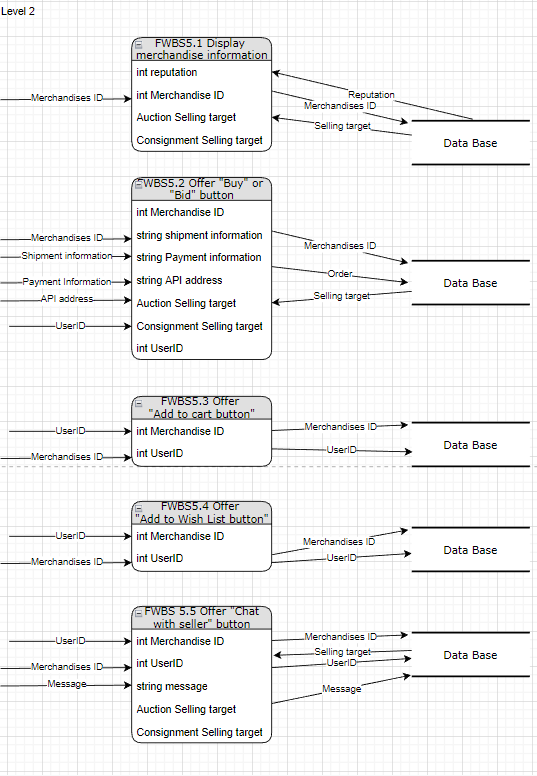 Level 2
FWBS5.1 Display
merchandise information
int reputation
int Merchandise ID
Auction Selling target
Consignment Selling target
Merchandises ID
Reputation
Merchandises ID
Selling target
Data Base
FWBS5.2 Offer "Buy" or
"Bid" button
int Merchandise ID
string shipment information
string Payment information
string API address
Auction Selling target
Consignment Selling target
int UserID
Merchandises ID
Shipment information
Payment Information
API address
UserID
Merchandises ID
Order
Selling target
Data Base
FWBS5.3 Offer
"Add to cart button"
int Merchandise ID
int UserID
UserID
Merchandises ID
Merchandises ID
UserID
Data Base
FWBS5.4 Offer
"Add to Wish List button"
int Merchandise ID
int UserID
UserID
Merchandises ID
Merchandises ID
UserID
Data Base
FWBS 5.5 Offer "Chat
with seller" button
int Merchandise ID
int UserID
string message
Auction Selling target
Consignment Selling target
UserID
Merchandises ID
Message
Merchandises ID
Selling target
UserID
Message
Data Base